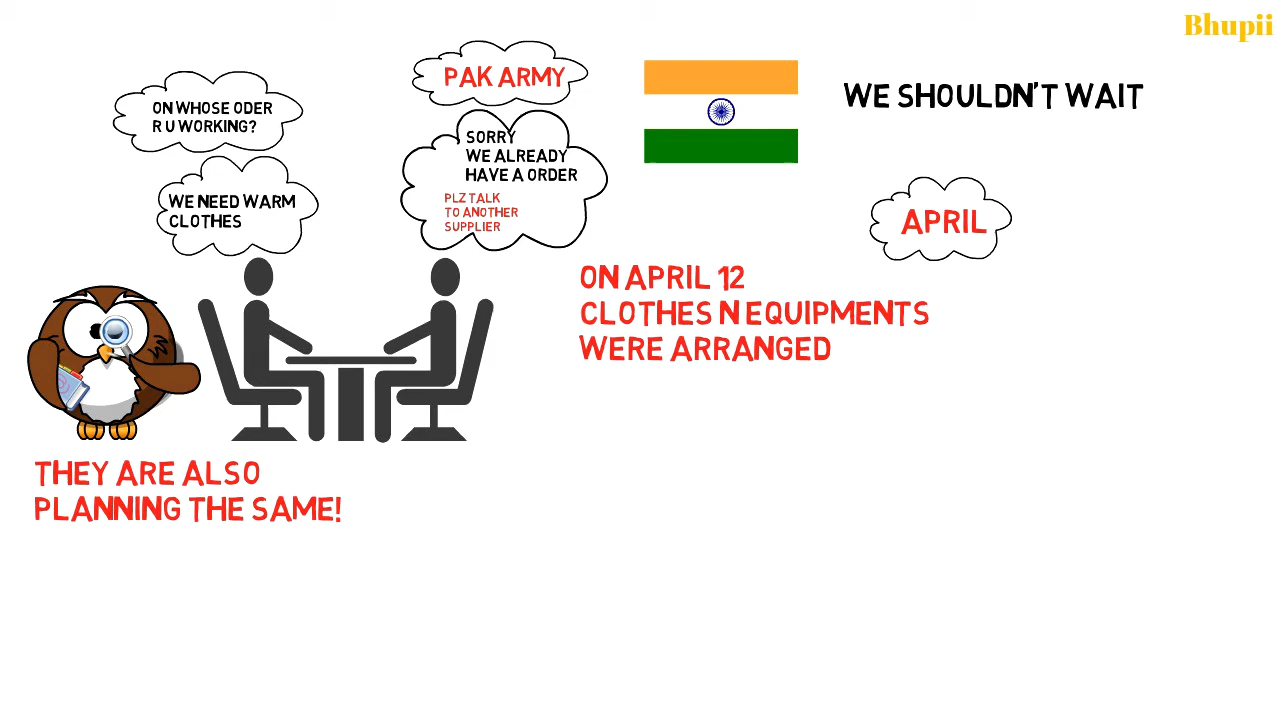 Bhupii
ON WHOSE ODER
R U WORKING?
WE NEED WARM
CLOTHES
PAK ARMY
SORRY
WE ALREADY
HAVE A ORDER
PLZ TALK
TO ANOTHER
SUPPLIER
WE SHOULDN'T WAIT
APRIL
ON APRIL 12
CLOTHES N EQUIPMENTS
WERE ARRANGED
THEY ARE ALSO
PLANNING THE SAME!